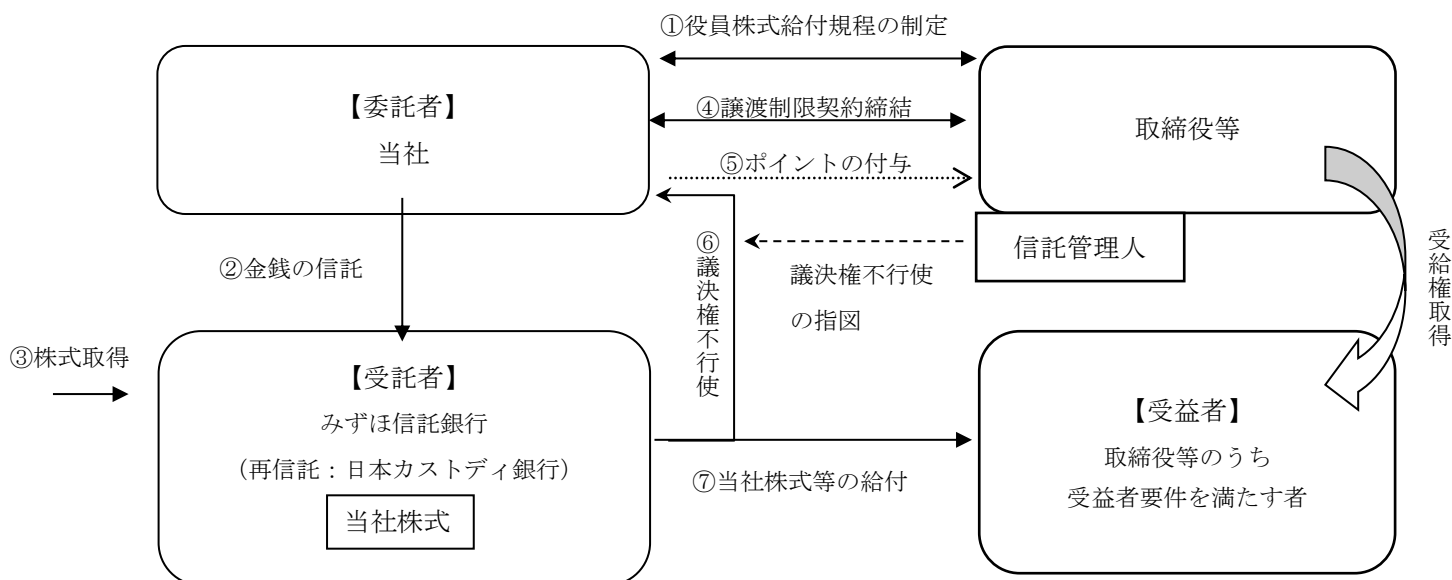 ①役員株式給付規程の制定
【委託者】
当社
④譲渡制限契約締結
取締役等
⑤ポイントの付与
②金銭の信託
⑥議決権不行使
信託管理人
議決権不行使
の指図
受給権取得
③株式取得
【受託者】
みずほ信託銀行
（再信託：日本カストディ銀行）
当社株式
⑦当社株式等の給付
【受益者】
取締役等のうち
受益者要件を満たす者